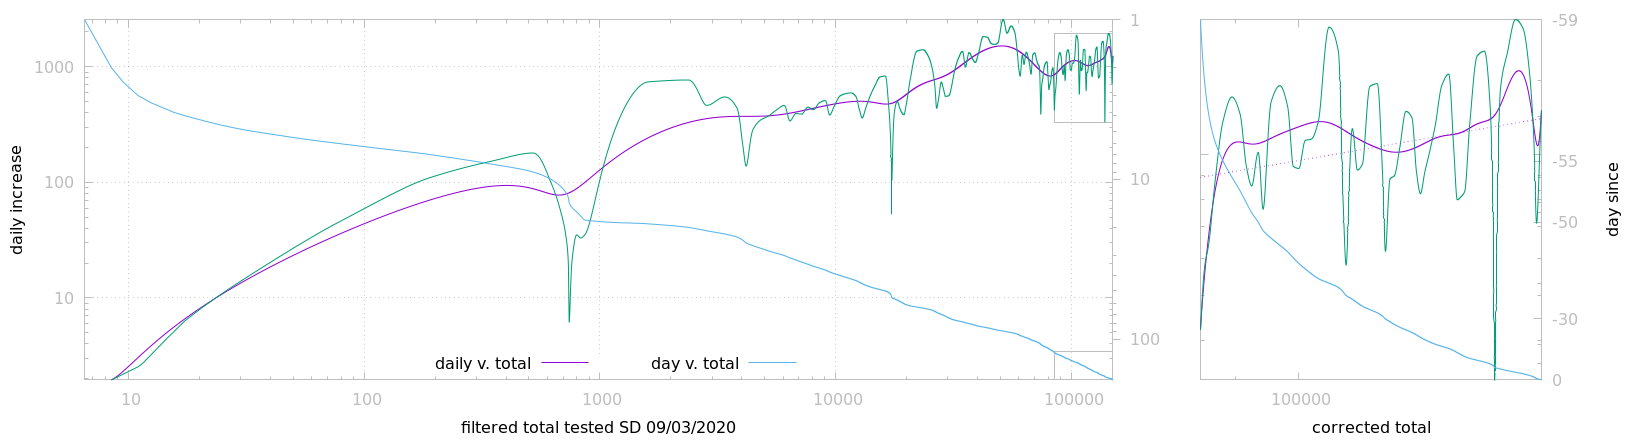 daily increase
1000
100
10
10
100
1000
10000
100000
1
10
100
daily v. total
day v. total
filtered total tested SD 09/03/2020
100000
corrected total
-59
-55
-50
-30
0
day since